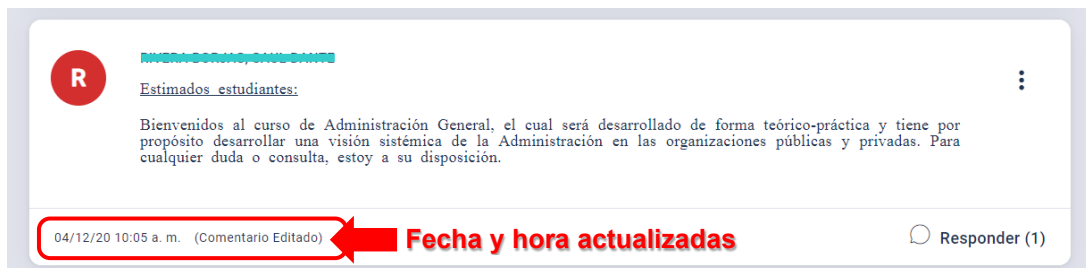 R
Estimados estudiantes:
Bienvenidos al curso de Administración General, el cual será desarrollado de forma teórico-práctica y tiene por
propósito desarrollar una visión sistémica de la Administración en las organizaciones públicas y privadas. Para
cualquier duda o consulta, estoy a su disposición.
04/12/20 10:05 a. m. (Comentario Editado) Fecha y hora actualizadas Responder (1)